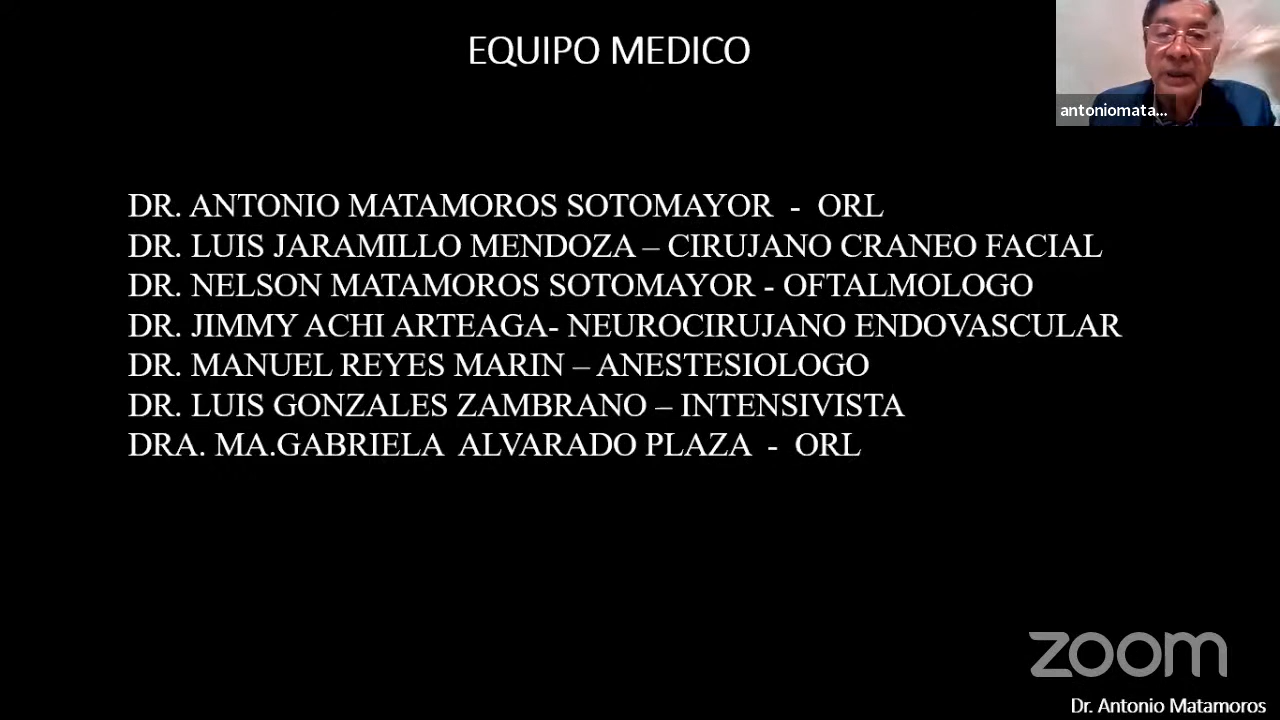 EQUIPO MEDICO
antoniomata...
DR. ANTONIO MATAMOROS SOTOMAYOR - ORL
DR. LUIS JARAMILLO MENDOZA – CIRUJANO CRANEO FACIAL
DR. NELSON MATAMOROS SOTOMAYOR - OFTALMOLOGO
DR. JIMMY ACHI ARTEAGA- NEUROCIRUJANO ENDOVASCULAR
DR. MANUEL REYES MARIN – ANESTESIOLOGO
DR. LUIS GONZALES ZAMBRANO – INTENSIVISTA
DRA. MA.GABRIELA ALVARADO PLAZA - ORL
zoom
Dr. Antonio Matamoros